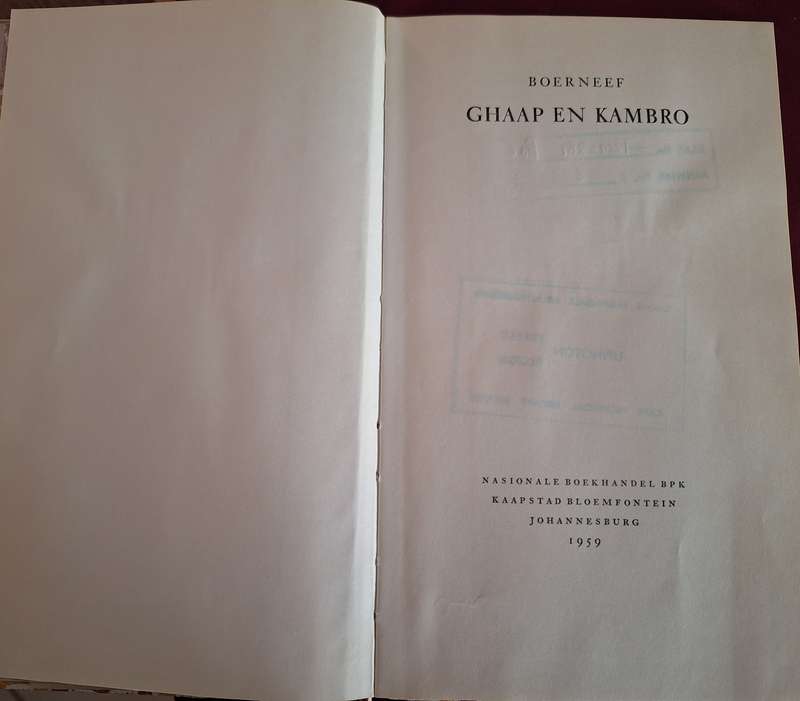 BOERNEEF
GHAAP EN KAMBRO
NASIONALE BOEKHANDEL BPK
KAAPSTAD BLOEMFONTEIN
JOHANNESBURG
1959